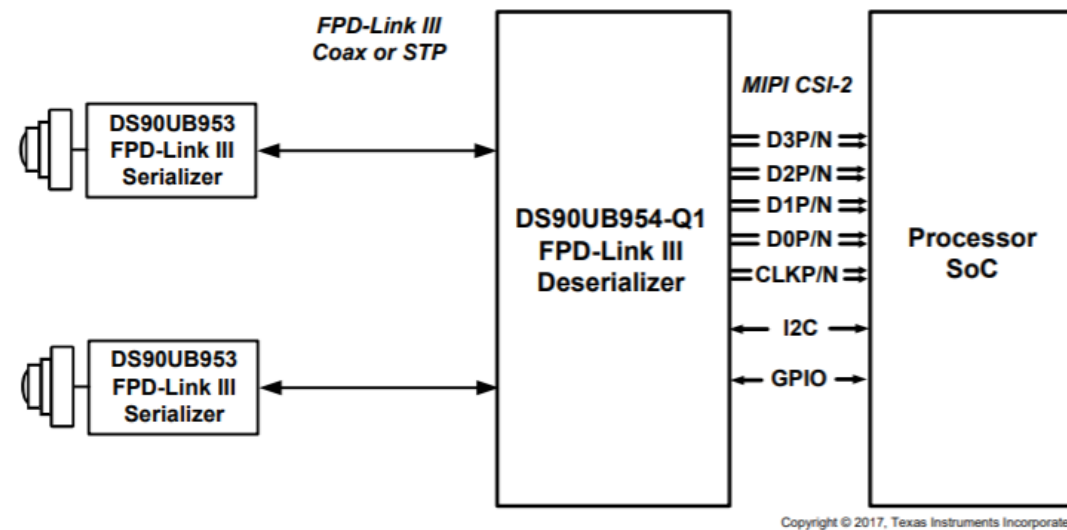 FPD-Link III
Coax or STP
DS90UB953
FPD-Link III
Serializer
DS90UB953
FPD-Link III
Serializer
DS90UB954-Q1
FPD-Link III
Deserializer
MIPI CSI-2
D3P/N
D2P/N
D1P/N
D0P/N
CLKP/N
I2C
GPIO
Processor
SoC
Copyright © 2017, Texas Instruments Incorporate